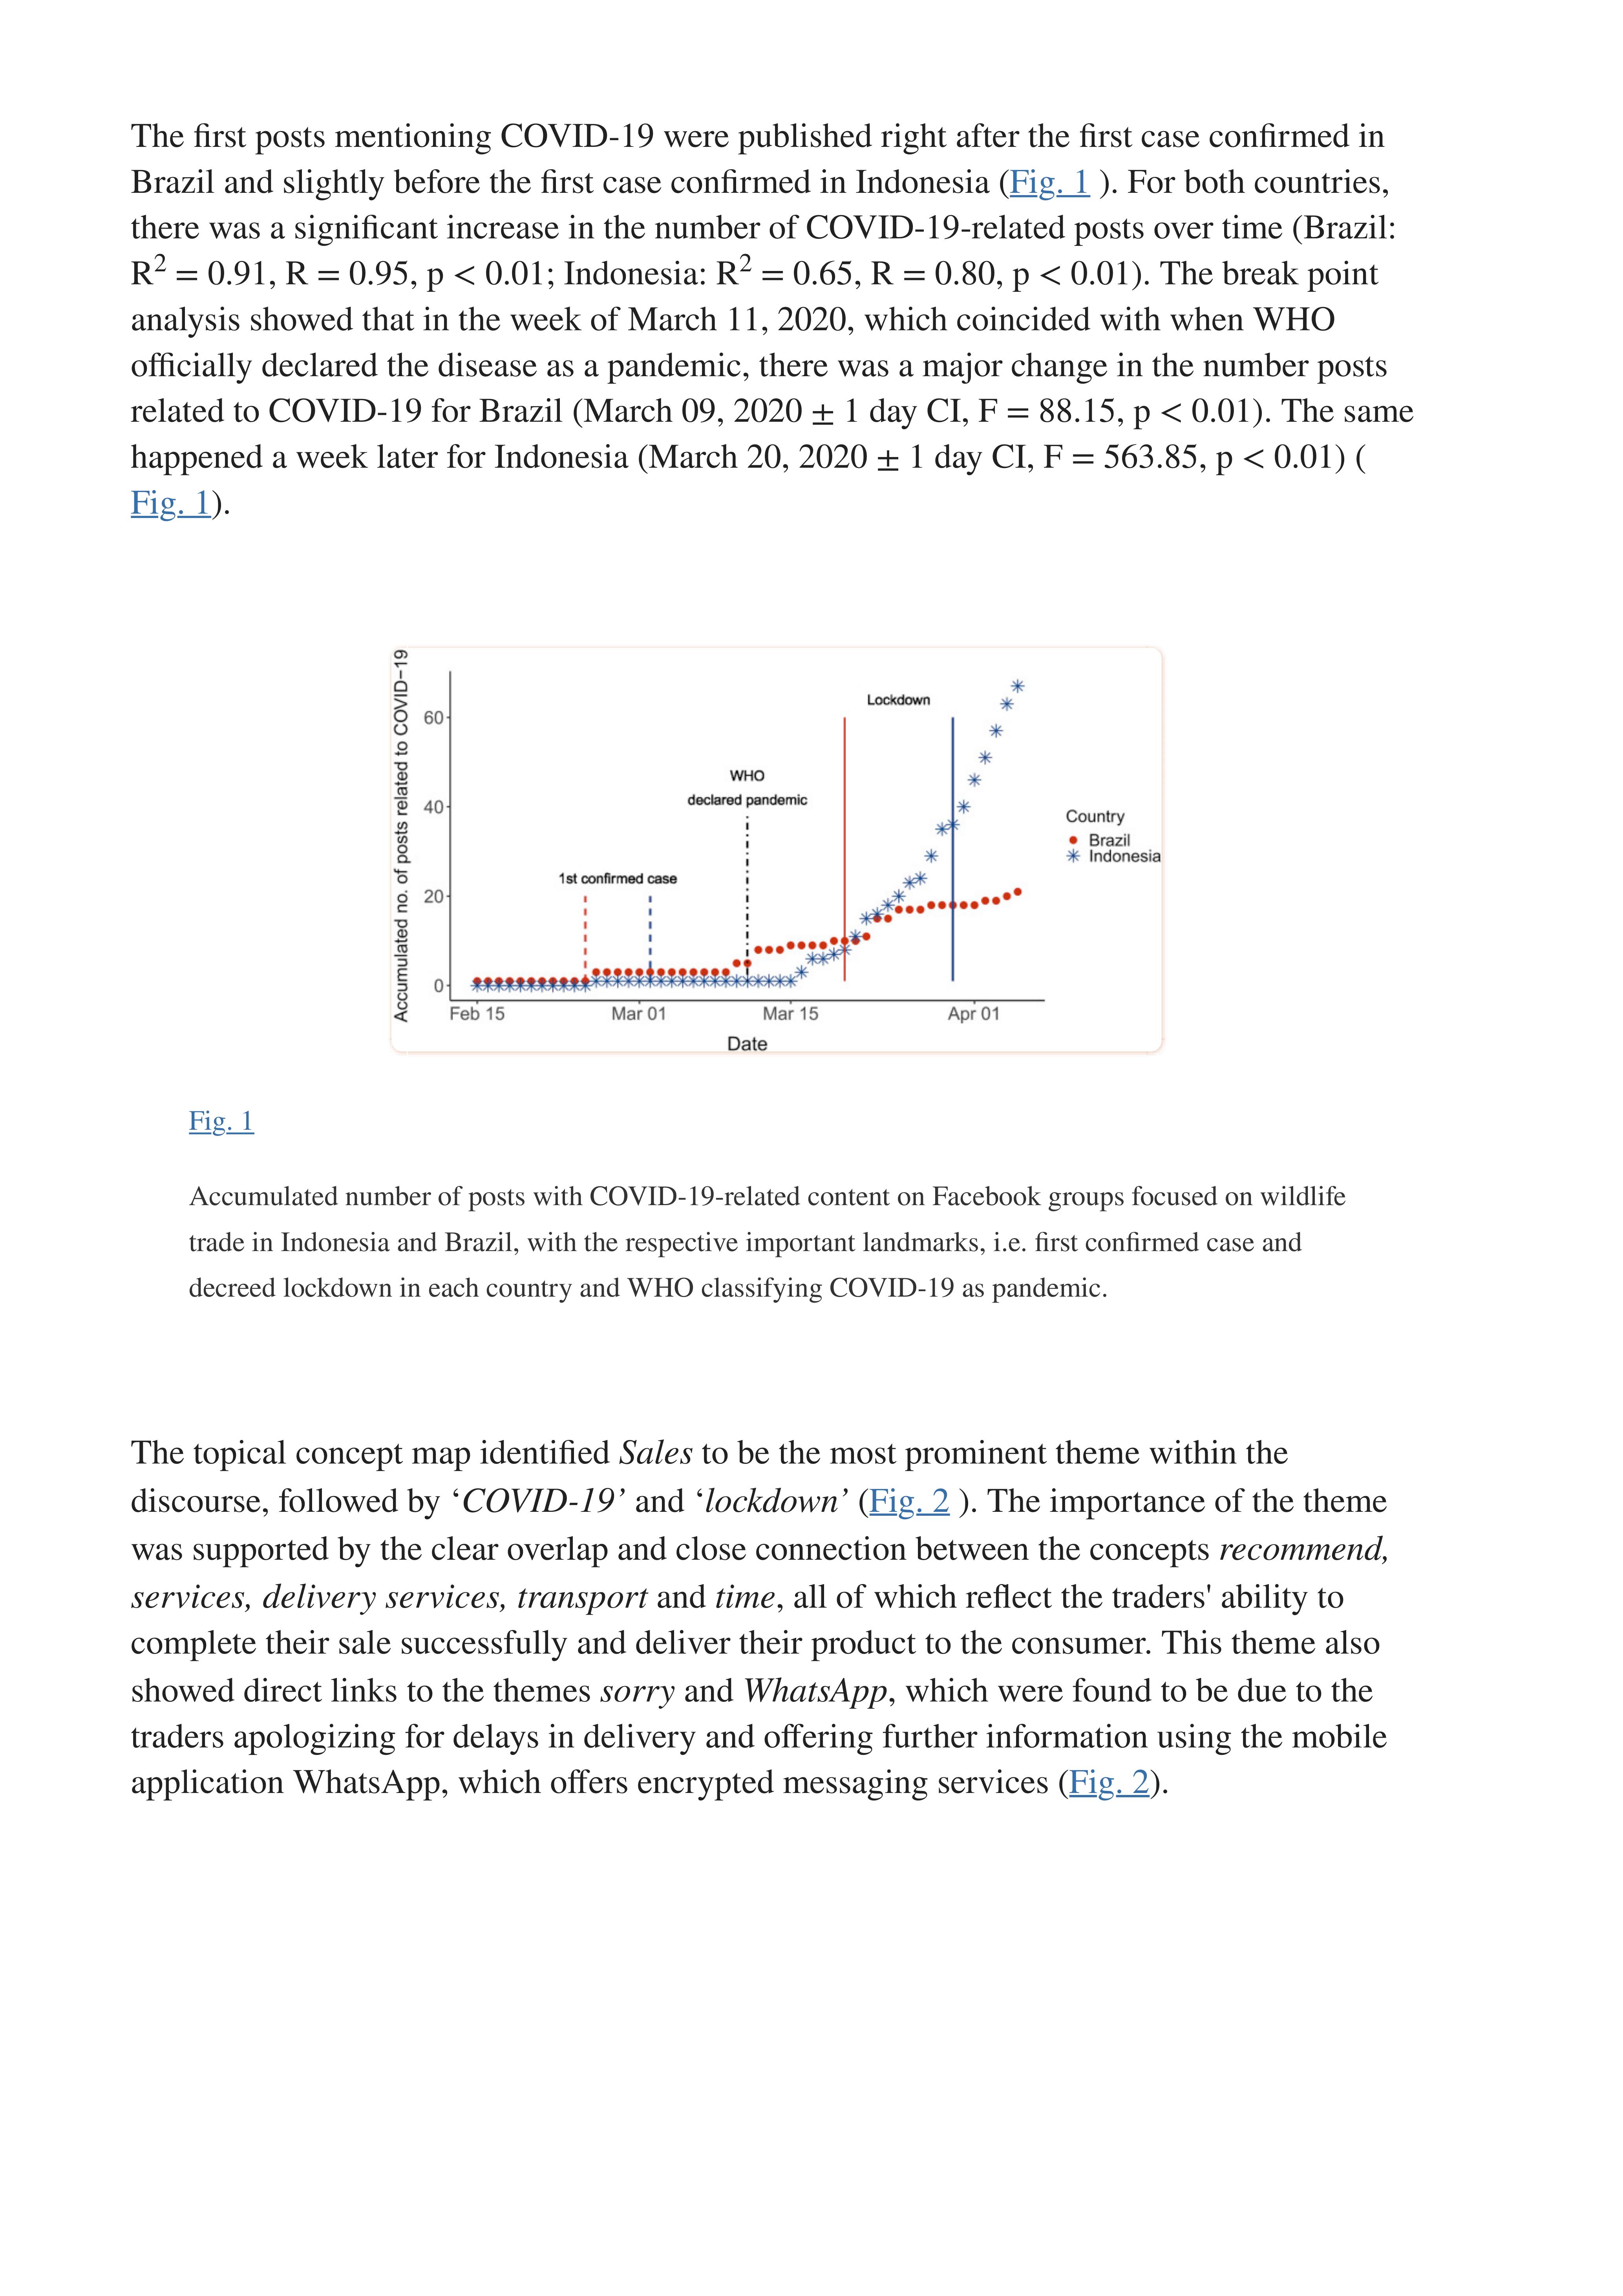 The first posts mentioning COVID-19 were published right after the first case confirmed in
Brazil and slightly before the first case confirmed in Indonesia (Fig. 1 ). For both countries,
there was a significant increase in the number of COVID-19-related posts over time (Brazil:
R² = 0.91, R = 0.95, p < 0.01; Indonesia: R² = 0.65, R = 0.80, p < 0.01). The break point
analysis showed that in the week of March 11, 2020, which coincided with when WHO
officially declared the disease as a pandemic, there was a major change in the number posts
related to COVID-19 for Brazil (March 09, 2020 ± 1 day CI, F = 88.15, p < 0.01). The same
happened a week later for Indonesia (March 20, 2020 ± 1 day CI, F = 563.85, p < 0.01) (
Fig. 1).
Accumulated no. of posts related to COVID−19
60
40
20
0
Lockdown
WHO
declared pandemic
1st confirmed case
Country
Brazil
Indonesia
Feb 15 Mar 01 Mar 15 Apr 01
Date
Fig. 1
Accumulated number of posts with COVID-19-related content on Facebook groups focused on wildlife
trade in Indonesia and Brazil, with the respective important landmarks, i.e. first confirmed case and
decreed lockdown in each country and WHO classifying COVID-19 as pandemic.
The topical concept map identified Sales to be the most prominent theme within the
discourse, followed by ‘COVID-19’ and ‘lockdown’ (Fig. 2 ). The importance of the theme
was supported by the clear overlap and close connection between the concepts recommend,
services, delivery services, transport and time, all of which reflect the traders' ability to
complete their sale successfully and deliver their product to the consumer. This theme also
showed direct links to the themes sorry and WhatsApp, which were found to be due to the
traders apologizing for delays in delivery and offering further information using the mobile
application WhatsApp, which offers encrypted messaging services (Fig. 2).